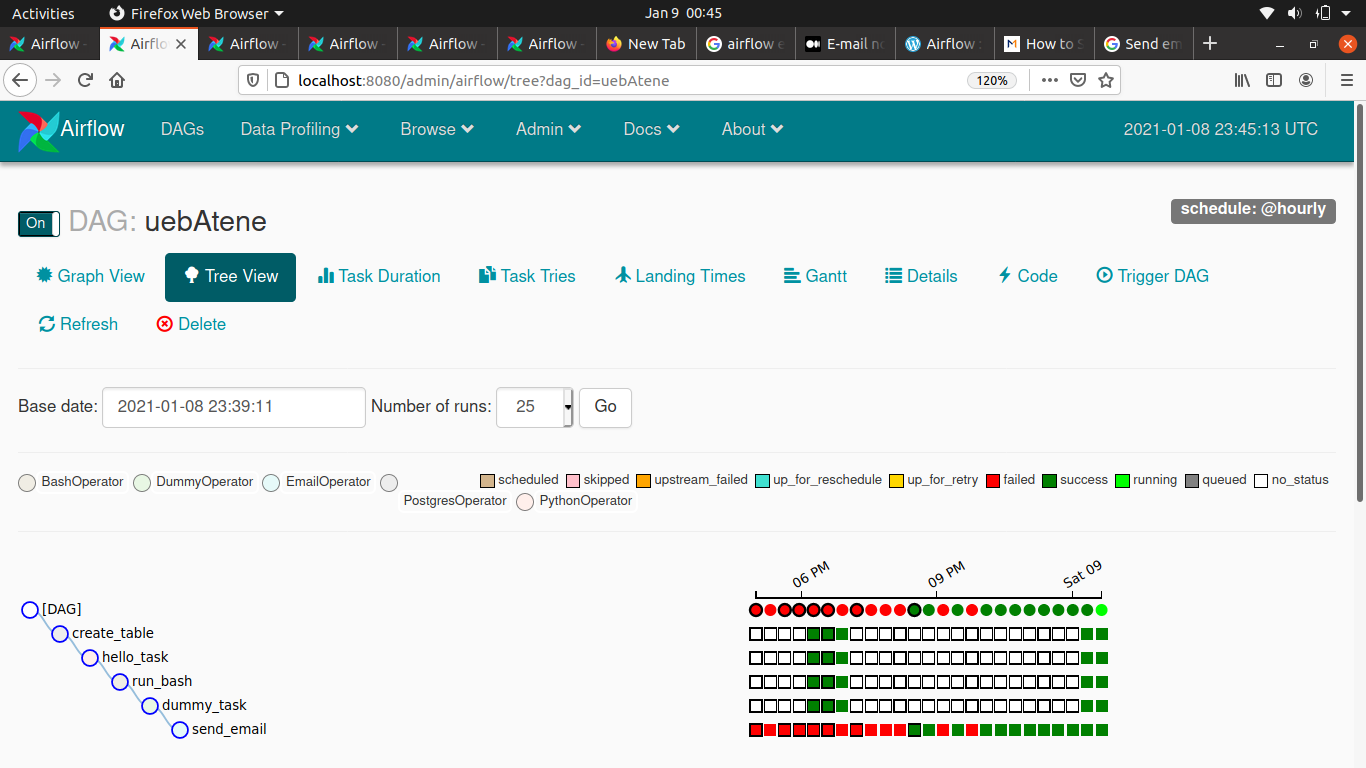 Activities Firefox Web Browser Jan 9 00:45
Airflow Airflo Airflow Airflow Airflow Airflow New Tab airflow e E-mail no Airflow How to S Send em
localhost:8080/admin/airflow/tree?dag_id=uebAtene 120%
Airflow DAGs Data Profiling Browse Admin Docs About 2021-01-08 23:45:13 UTC
On DAG: uebAtene schedule: @hourly
Graph View Tree View Task Duration Task Tries Landing Times Gantt Details Code Trigger DAG
Refresh Delete
Base date: 2021-01-08 23:39:11 Number of runs: 25 Go
BashOperator DummyOperator EmailOperator scheduled skipped upstream_failed up_for_reschedule up_for_retry failed success running queued no_status
PostgresOperator PythonOperator
06 PM 09 PM Sat 09
[DAG]
create_table
hello_task
run_bash
dummy_task
send_email